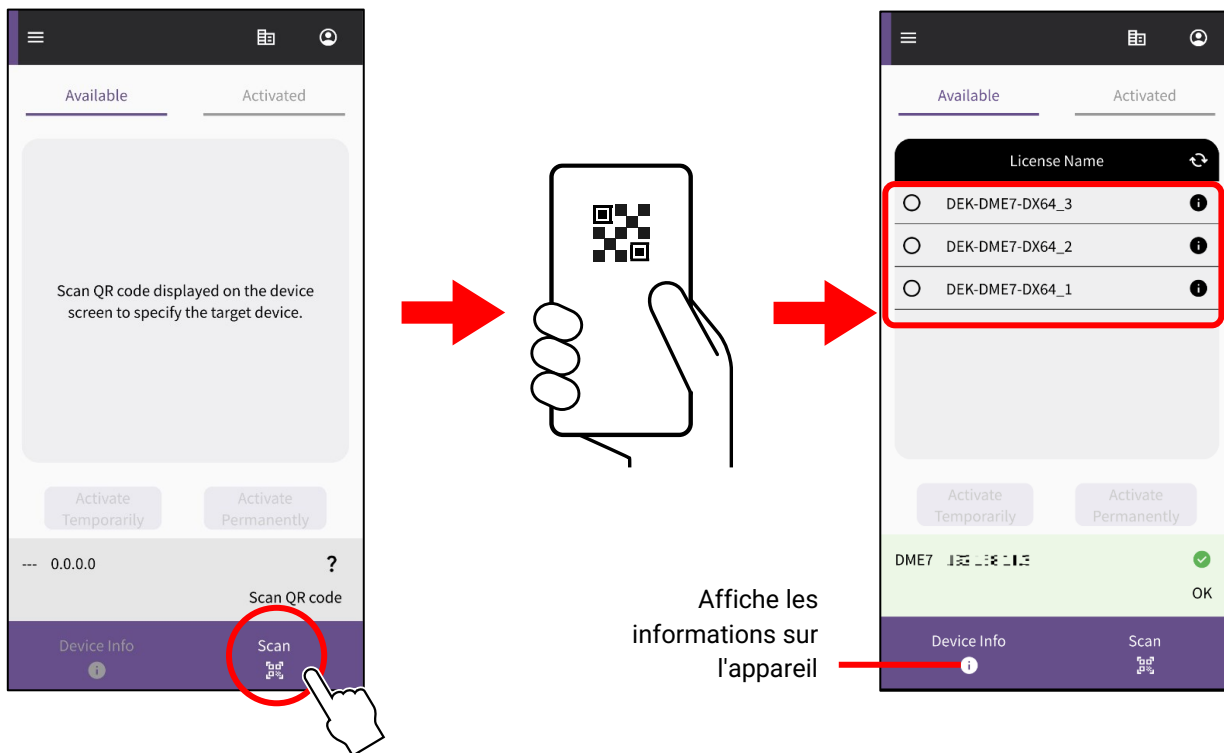 Available
Activated
Scan QR code displayed on the device
screen to specify the target device.
Activate
Temporarily
Activate
Permanently
--- 0.0.0.0
?
Scan QR code
Device Info
Scan
Available
Activated
License Name
DEK-DME7-DX64_3
DEK-DME7-DX64_2
DEK-DME7-DX64_1
Activate
Temporarily
Activate
Permanently
DME7
OK
Device Info
Scan
Affiche les
informations sur
l'appareil